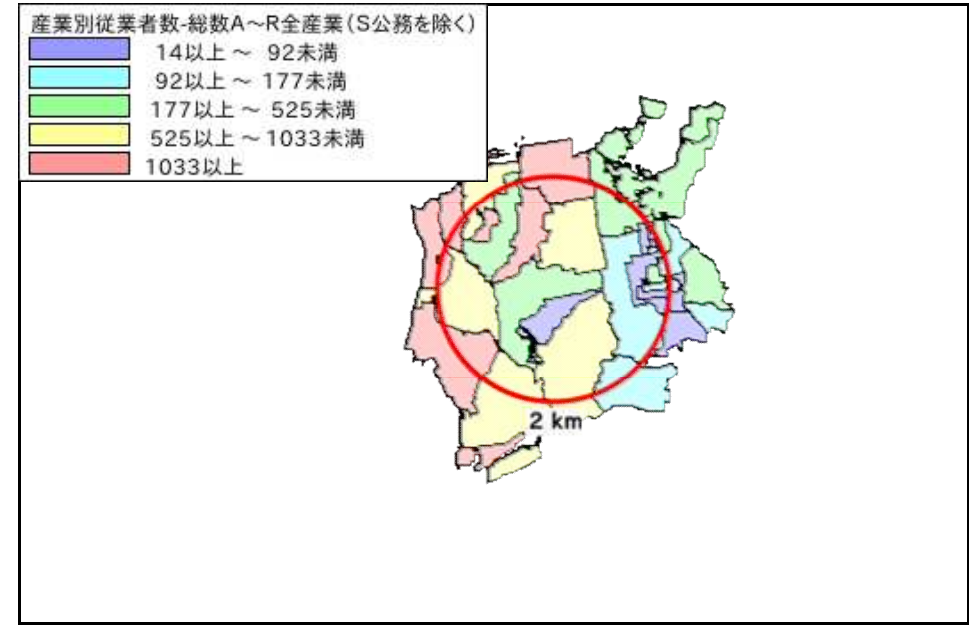 産業別従業者数-総数A～R全産業(S公務を除く)
14以上 ～ 92未満
92以上 ～ 177未満
177以上 ～ 525未満
525以上 ～ 1033未満
1033以上
2 km